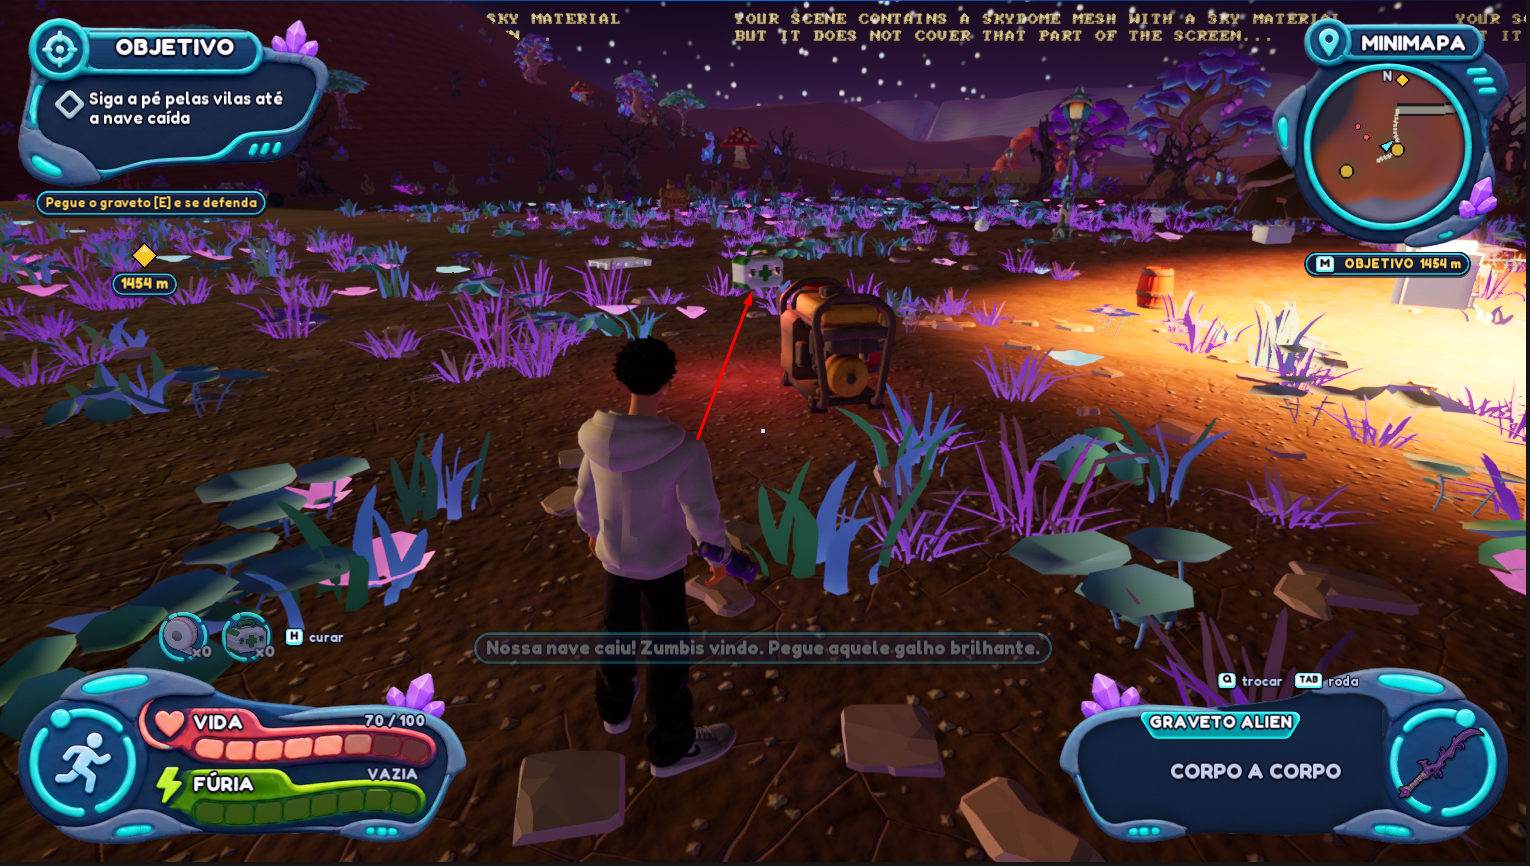 SKY MATERIAL
YOUR SCENE CONTAINS A SKYDOME MESH WITH A SKY MATERIAL
YOUR S
BUT IT DOES NOT COVER THAT PART OF THE SCREEN...
T IT
OBJETIVO
Siga a pé pelas vilas até
a nave caída
Pegue o graveto [E] e se defenda
1454 m
MINIMAPA
N
M OBJETIVO 1454 m
x0
x0
H curar
Nossa nave caiu! Zumbis vindo. Pegue aquele galho brilhante.
VIDA
70 / 100
FÚRIA
VAZIA
Q trocar
TAB roda
GRAVETO ALIEN
CORPO A CORPO